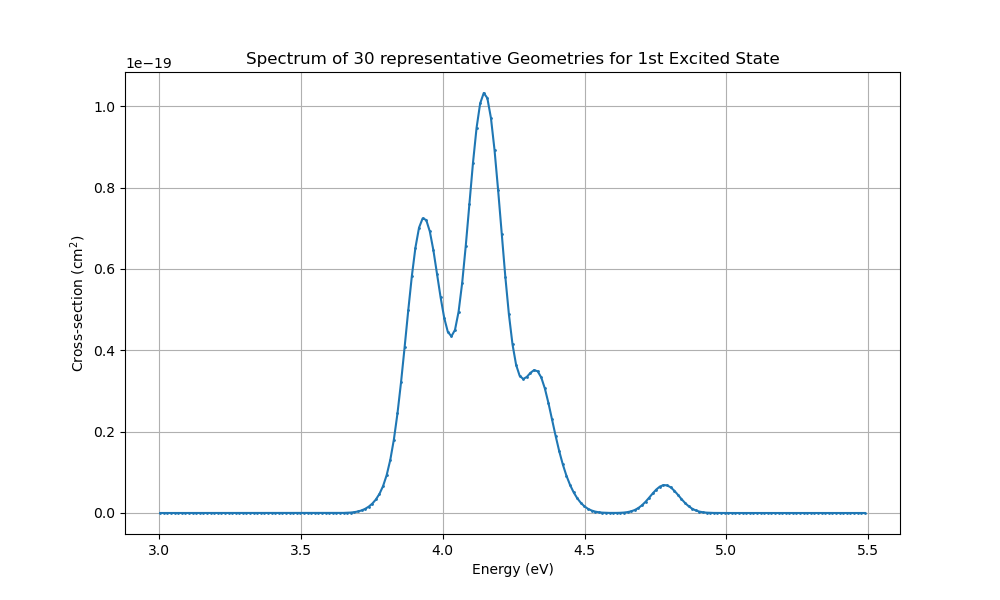 Spectrum of 30 representative Geometries for 1st Excited State
1e−19
1.0
0.8
0.6
0.4
0.2
0.0
Cross-section (cm²)
3.0 3.5 4.0 4.5 5.0 5.5
Energy (eV)